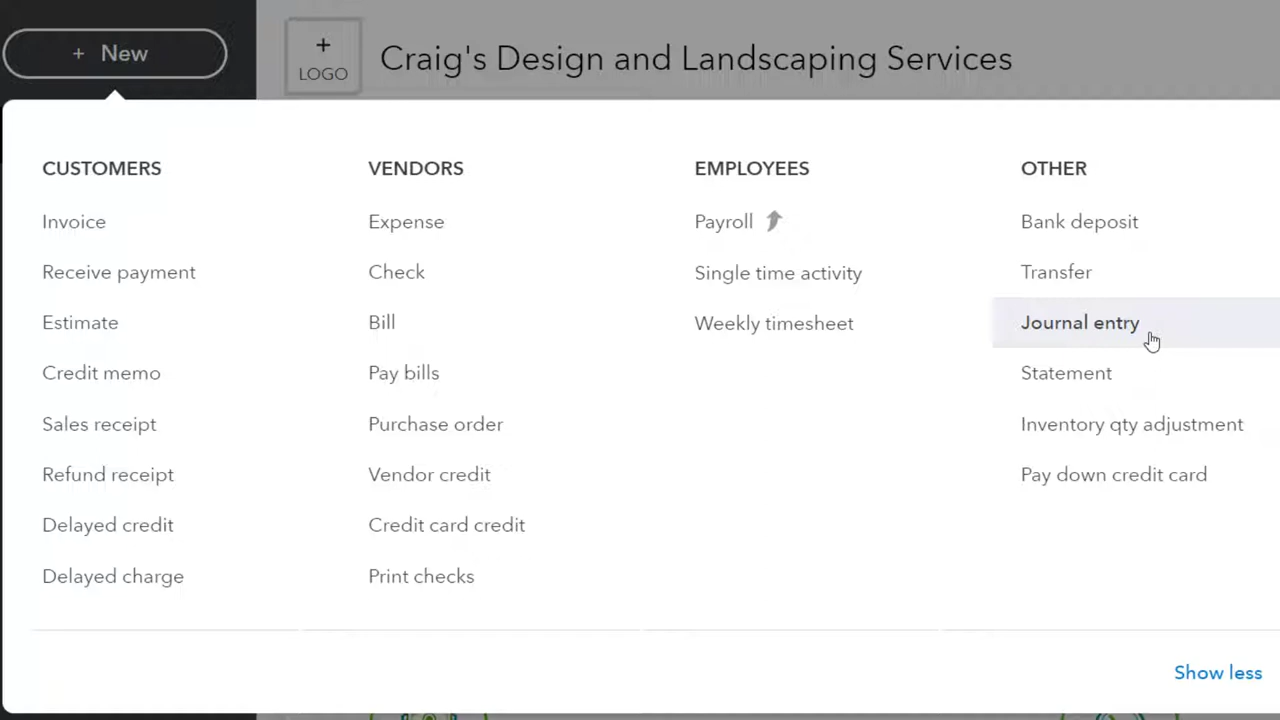 + New
+
LOGO
Craig's Design and Landscaping Services
CUSTOMERS
Invoice
Receive payment
Estimate
Credit memo
Sales receipt
Refund receipt
Delayed credit
Delayed charge
VENDORS
Expense
Check
Bill
Pay bills
Purchase order
Vendor credit
Credit card credit
Print checks
EMPLOYEES
Payroll
Single time activity
Weekly timesheet
OTHER
Bank deposit
Transfer
Journal entry
Statement
Inventory qty adjustment
Pay down credit card
Show less